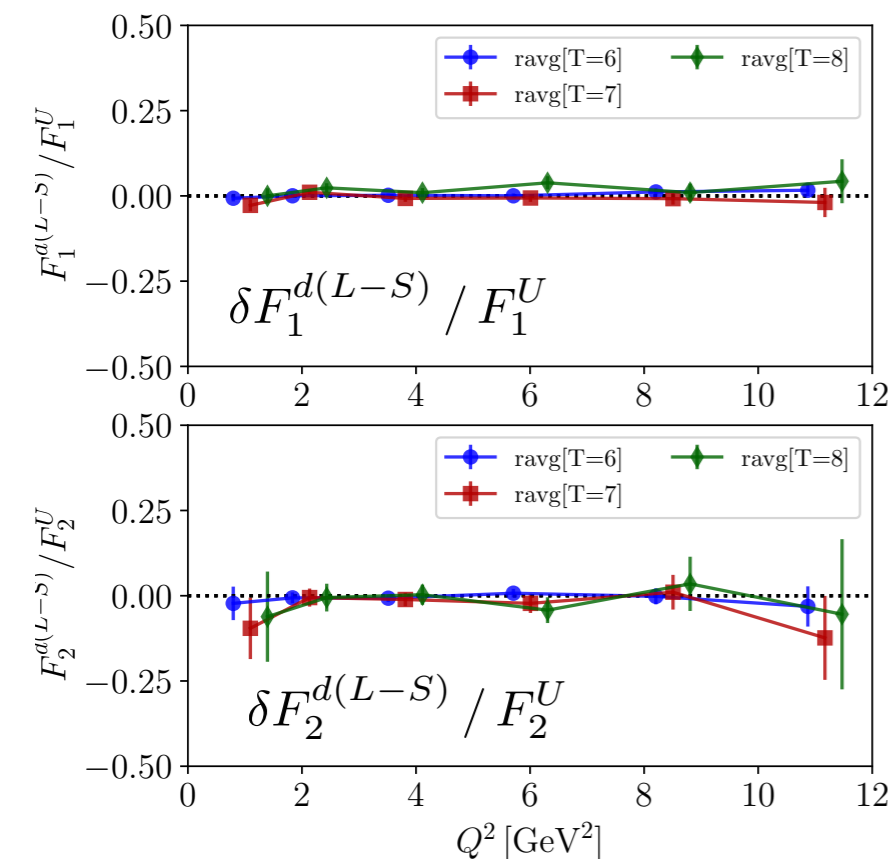 0.50
0.25
0.00
−0.25
−0.50
F_1^{d(L−S)}/F_1^U
ravg[T=6]
ravg[T=7]
ravg[T=8]
δF_1^{d(L−S)} / F_1^U
0 2 4 6 8 10 12
0.50
0.25
0.00
−0.25
−0.50
F_2^{d(L−S)}/F_2^U
ravg[T=6]
ravg[T=7]
ravg[T=8]
δF_2^{d(L−S)} / F_2^U
0 2 4 6 8 10 12
Q^2 [GeV^2]